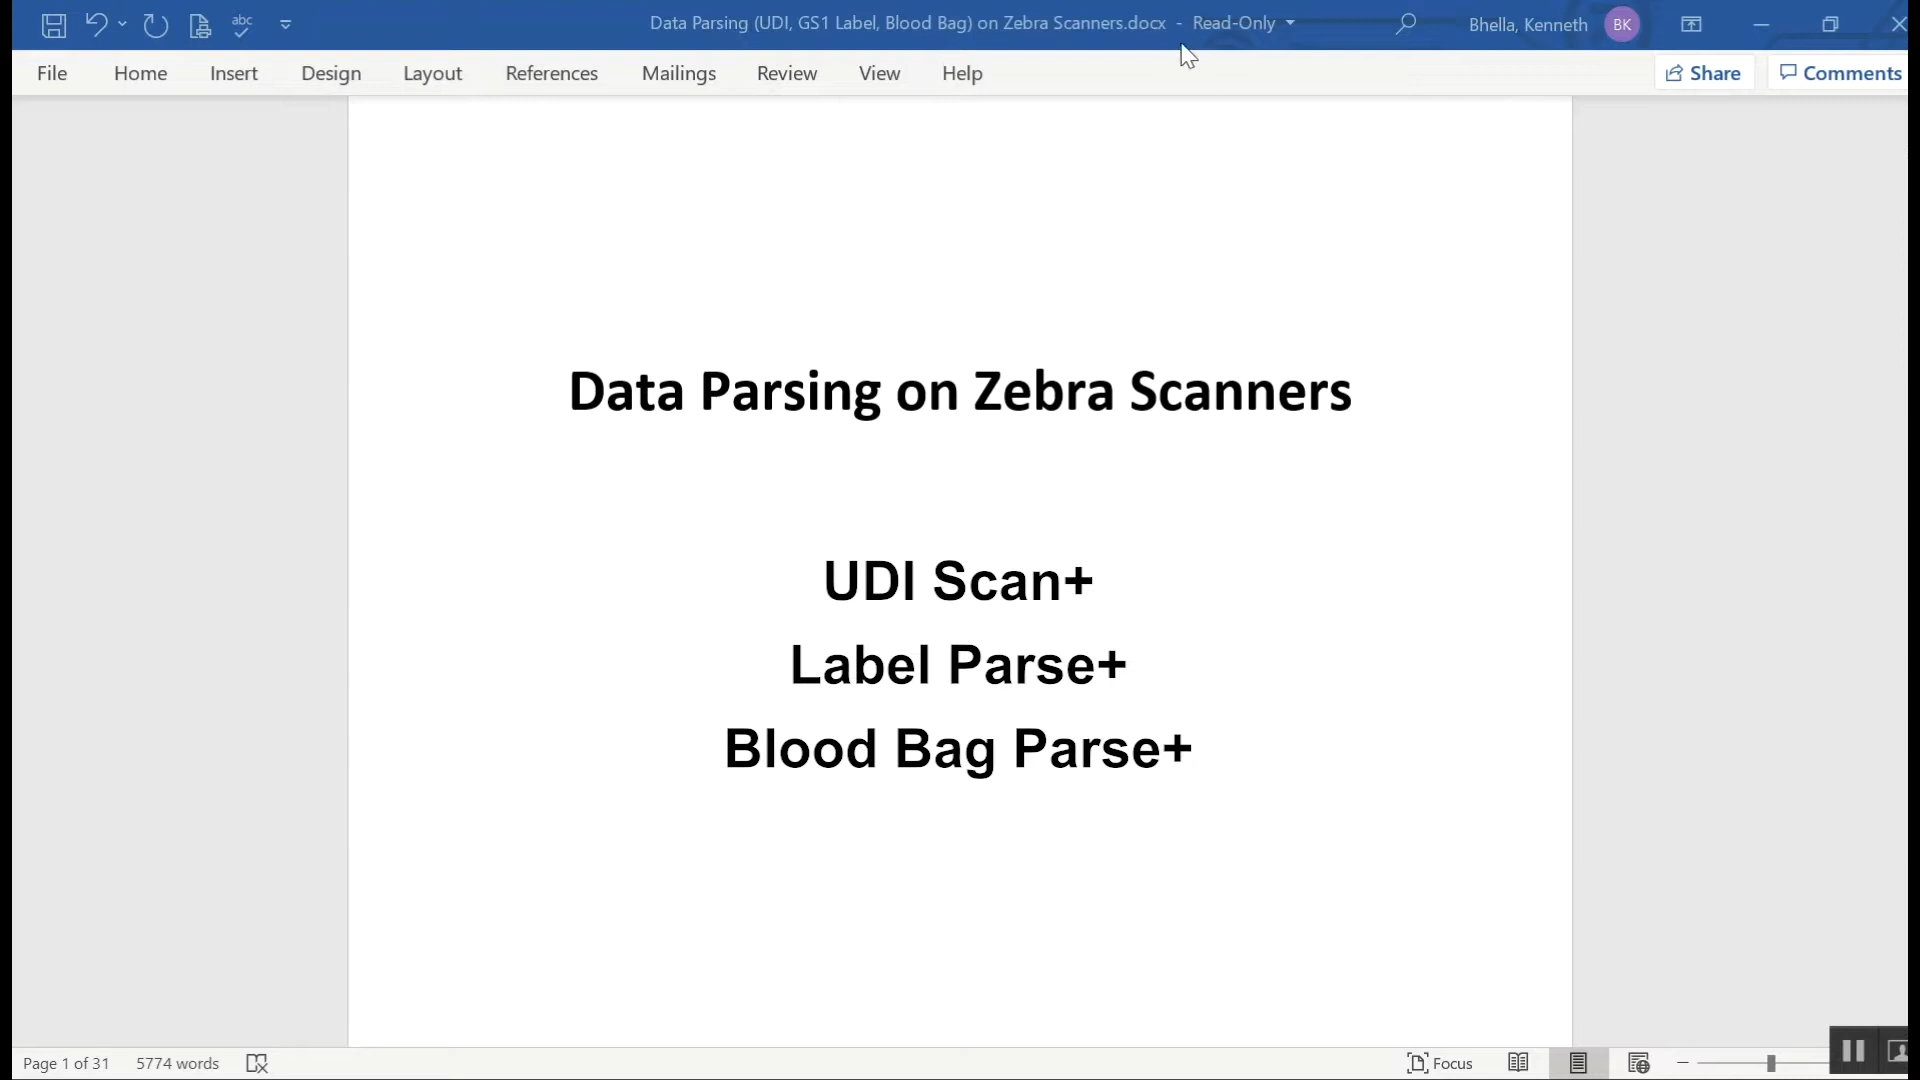 abc
Data Parsing (UDI, GS1 Label, Blood Bag) on Zebra Scanners.docx - Read-Only
Bhella, Kenneth
BK
File Home Insert Design Layout References Mailings Review View Help
Share
Comments
Data Parsing on Zebra Scanners
UDI Scan+
Label Parse+
Blood Bag Parse+
Page 1 of 31 5774 words
Focus